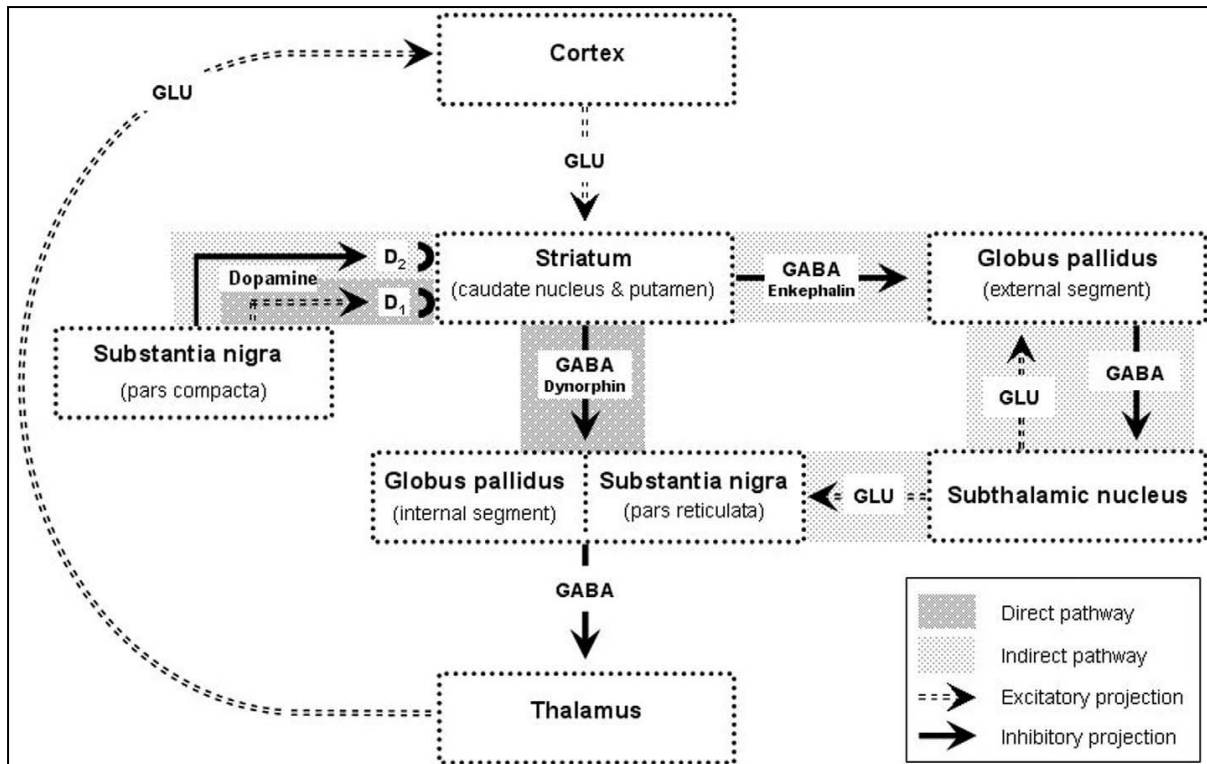 Cortex
GLU
GLU
D2
Dopamine
D1
Striatum
(caudate nucleus & putamen)
GABA
Enkephalin
Globus pallidus
(external segment)
Substantia nigra
(pars compacta)
GABA
Dynorphin
GLU
GABA
Globus pallidus
(internal segment)
Substantia nigra
(pars reticulata)
GLU
Subthalamic nucleus
GABA
Thalamus
Direct pathway
Indirect pathway
Excitatory projection
Inhibitory projection